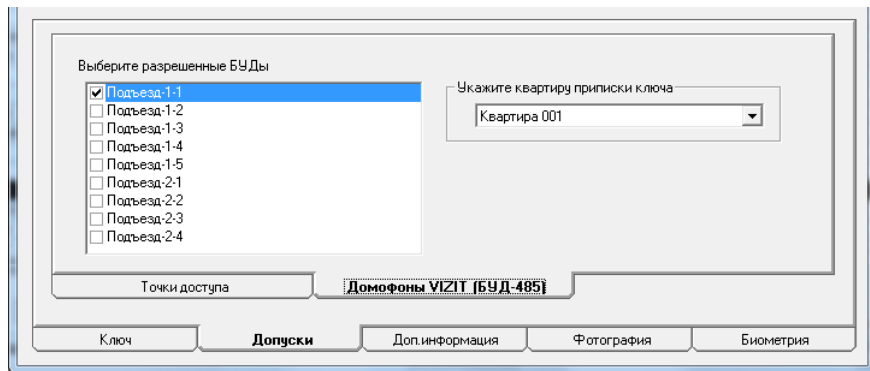 Выберите разрешенные БУДы
Подъезд-1-1
Подъезд-1-2
Подъезд-1-3
Подъезд-1-4
Подъезд-1-5
Подъезд-2-1
Подъезд-2-2
Подъезд-2-3
Подъезд-2-4
Укажите квартиру приписки ключа
Квартира 001
Точки доступа
Домофоны VIZIT (БУД-485)
Ключ
Допуски
Доп.информация
Фотография
Биометрия